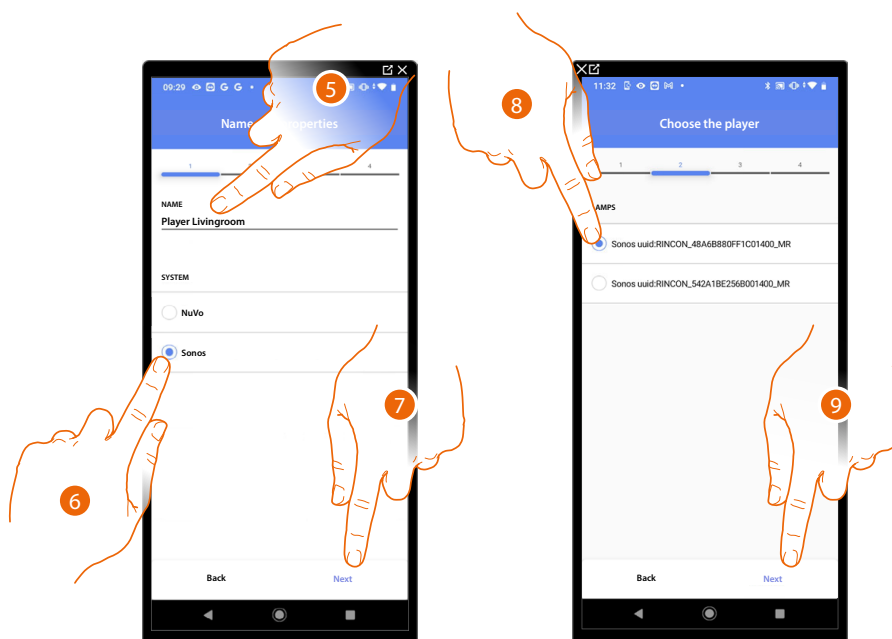 09:29 G G
5
Name properties
1
4
NAME
Player Livingroom
SYSTEM
NuVo
Sonos
6
7
Back
Next
8
11:32
Choose the player
1
2
3
4
AMPS
Sonos uuid:RINCON_48A6B880FF1C01400_MR
Sonos uuid:RINCON_542A1BE256B001400_MR
9
Back
Next